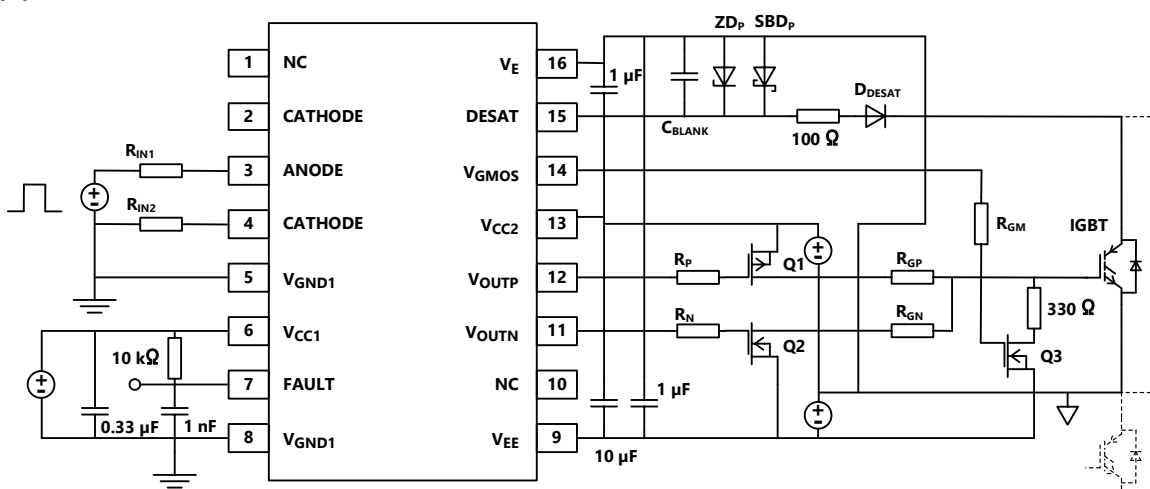 ZDP SBDP
1 NC VE 16
1 µF
DDESAT
2 CATHODE DESAT 15
CBLANK
100 Ω
RIN1
3 ANODE VGMOS 14
RIN2
4 CATHODE VCC2 13
RGM
IGBT
5 VGND1 VOUTP 12
RP
Q1
RGP
6 VCC1 VOUTN 11
RN
Q2
RGN
330 Ω
Q3
10 kΩ
7 FAULT NC 10
1 µF
0.33 µF
1 nF
8 VGND1 VEE 9
10 µF